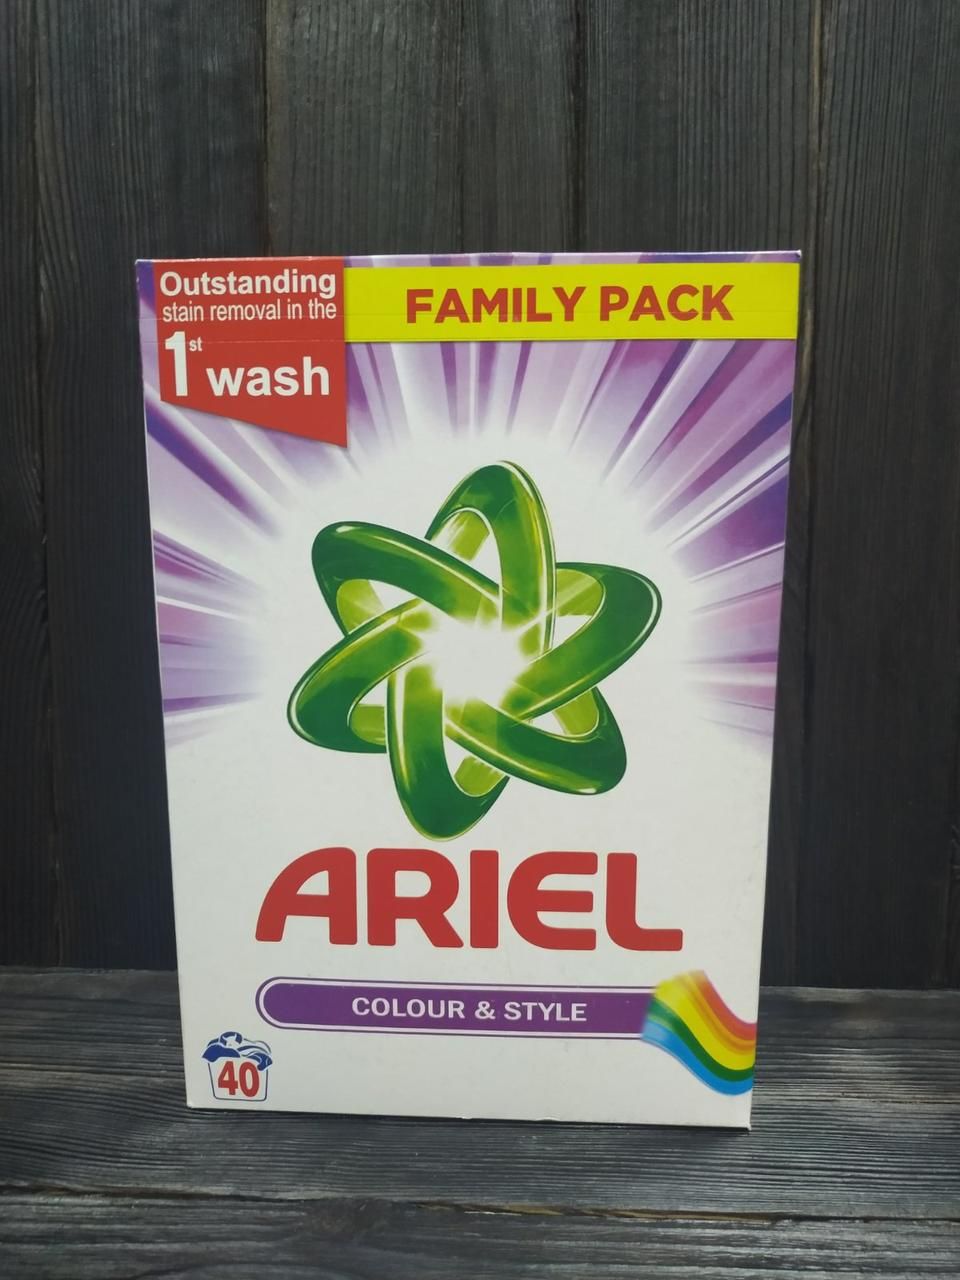 Outstanding
stain removal in the
1st wash
FAMILY PACK
ARIEL
COLOUR & STYLE
40